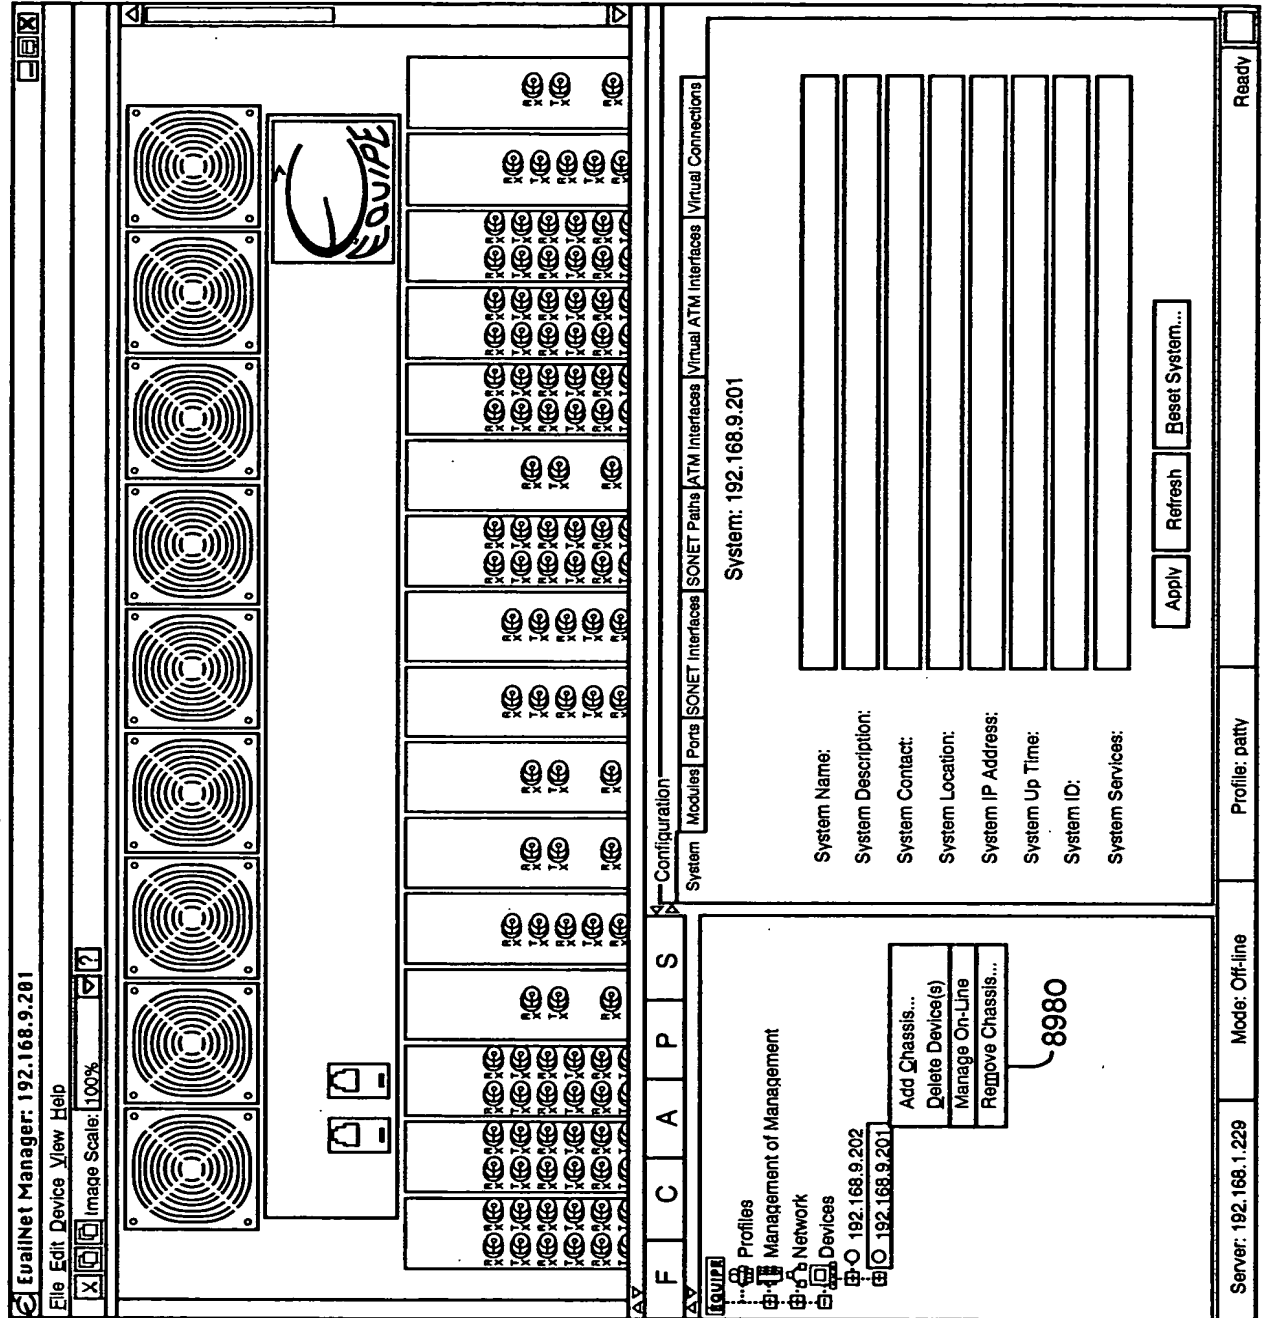 EuailNet Manager: 192.168.9.201
File Edit Device View Help
X Image Scale: 100% ?
EQUIPE
R X T X
F C A P S
EQUIPE
Profiles
Management of Management
Network
Devices
192.168.9.202
192.168.9.201
Add Chassis...
Delete Device(s)
Manage On-Line
Remove Chassis...
8980
Configuration
System Modules Ports SONET Interfaces SONET Paths ATM Interfaces Virtual ATM Interfaces Virtual Connections
System: 192.168.9.201
System Name:
System Description:
System Contact:
System Location:
System IP Address:
System Up Time:
System ID:
System Services:
Apply Refresh Reset System...
Server: 192.168.1.229 Mode: Off-line Profile: patty Ready